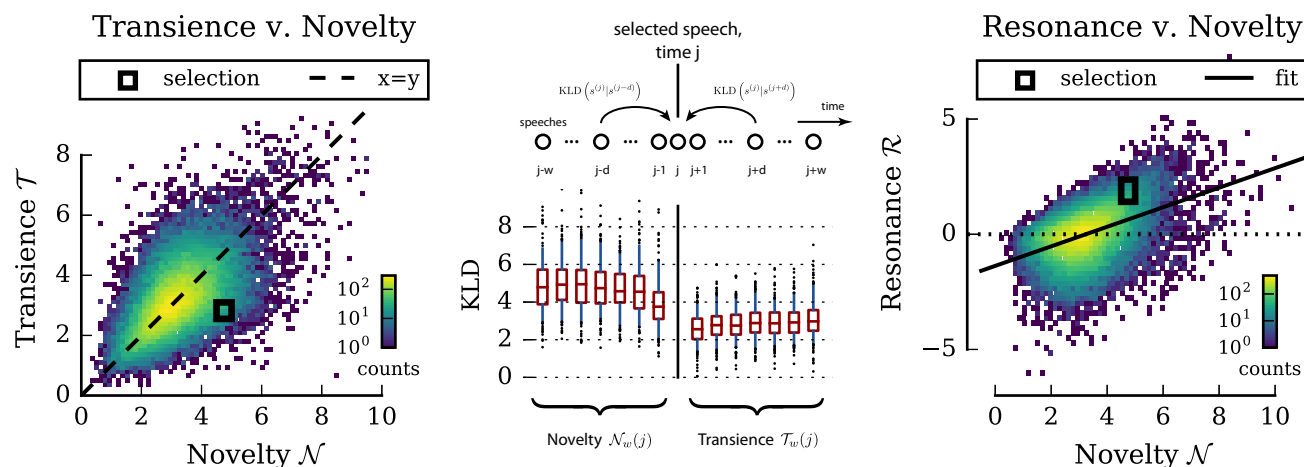 Transience v. Novelty
selection x=y
8
6
4
2
0
0 2 4 6 8 10
Transience 𝒯
Novelty 𝒩
10²
10¹
10⁰
counts
selected speech,
time j
KLD(s⁽ʲ⁾|s⁽ʲ⁻ᵈ⁾) KLD(s⁽ʲ⁾|s⁽ʲ⁺ᵈ⁾)
speeches time
... ... ... ...
j-w j-d j-1 j j+1 j+d j+w
KLD
8
6
4
2
0
Novelty 𝒩_w(j) Transience 𝒯_w(j)
Resonance v. Novelty
selection fit
5
0
−5
0 2 4 6 8 10
Resonance ℛ
Novelty 𝒩
10²
10¹
10⁰
counts